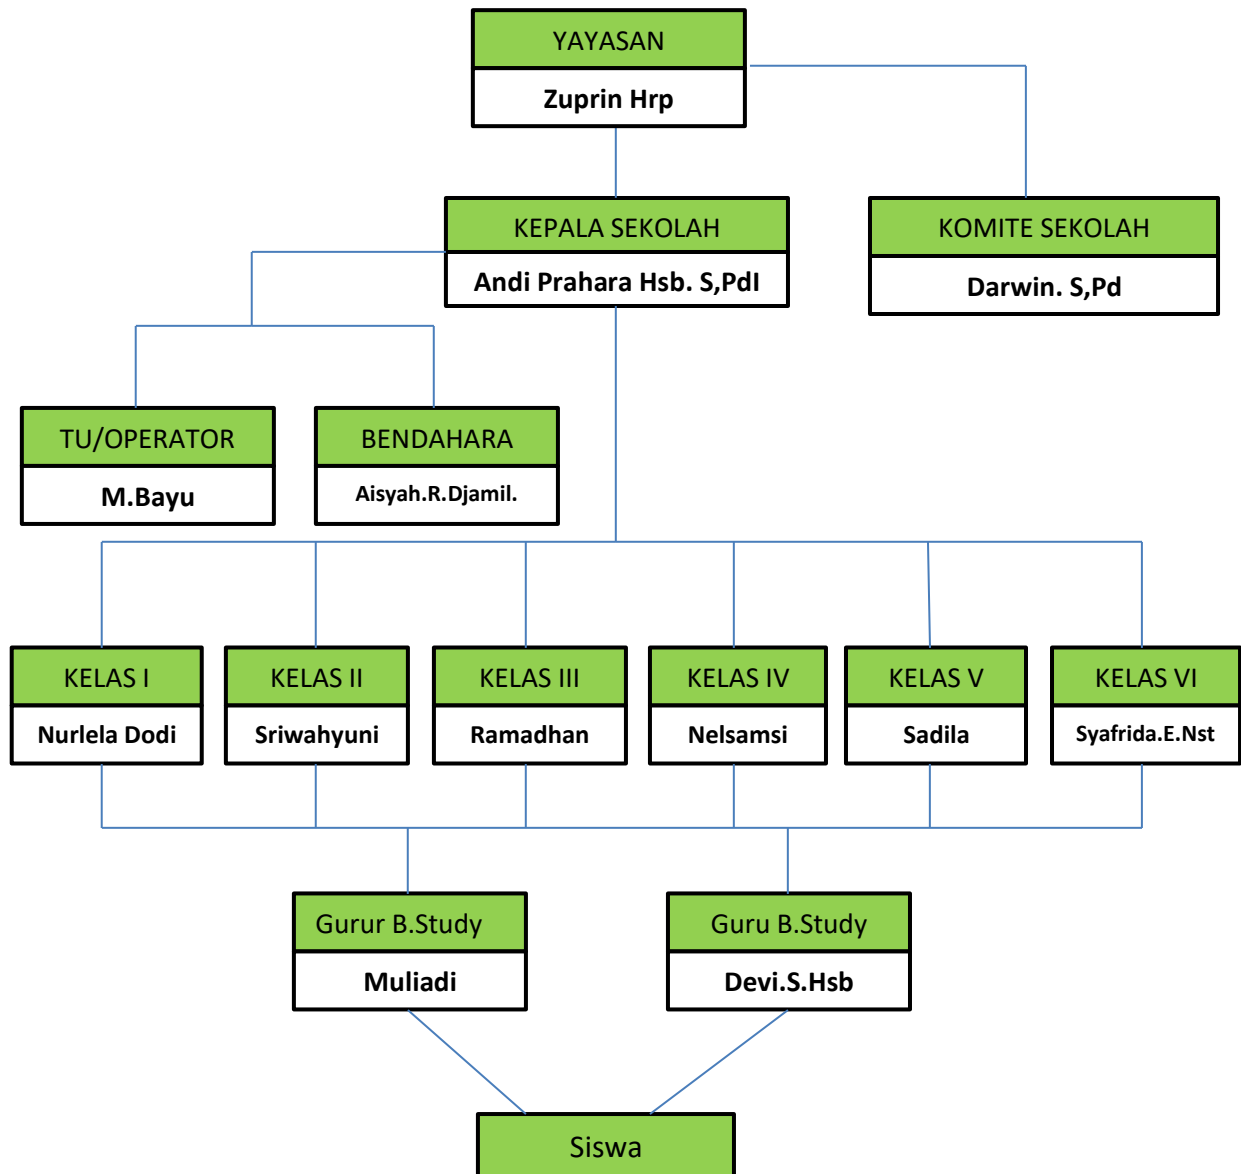 YAYASAN
Zuprin Hrp
KEPALA SEKOLAH
Andi Prahara Hsb. S,PdI
KOMITE SEKOLAH
Darwin. S,Pd
TU/OPERATOR
M.Bayu
BENDAHARA
Aisyah.R.Djamil.
KELAS I
Nurlela Dodi
KELAS II
Sriwahyuni
KELAS III
Ramadhan
KELAS IV
Nelsamsi
KELAS V
Sadila
KELAS VI
Syafrida.E.Nst
Gurur B.Study
Muliadi
Guru B.Study
Devi.S.Hsb
Siswa